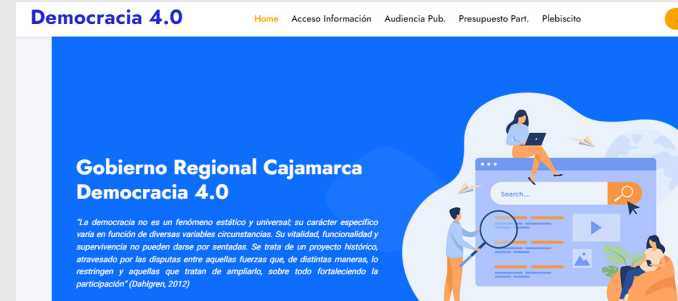 Democracia 4.0
Home Acceso Información Audiencia Pub. Presupuesto Part. Plebiscito
Gobierno Regional Cajamarca
Democracia 4.0
"La democracia no es un fenómeno estático y universal; su carácter específico
varía en función de diversas variables circunstancias. Su vitalidad, funcionalidad y
supervivencia no pueden darse por sentadas. Se trata de un proyecto histórico,
atravesado por las disputas entre aquellas fuerzas que, de distintas maneras, lo
restringen y aquellas que tratan de ampliarlo, sobre todo fortaleciendo la
participación" (Dahlgren, 2012)
Search...